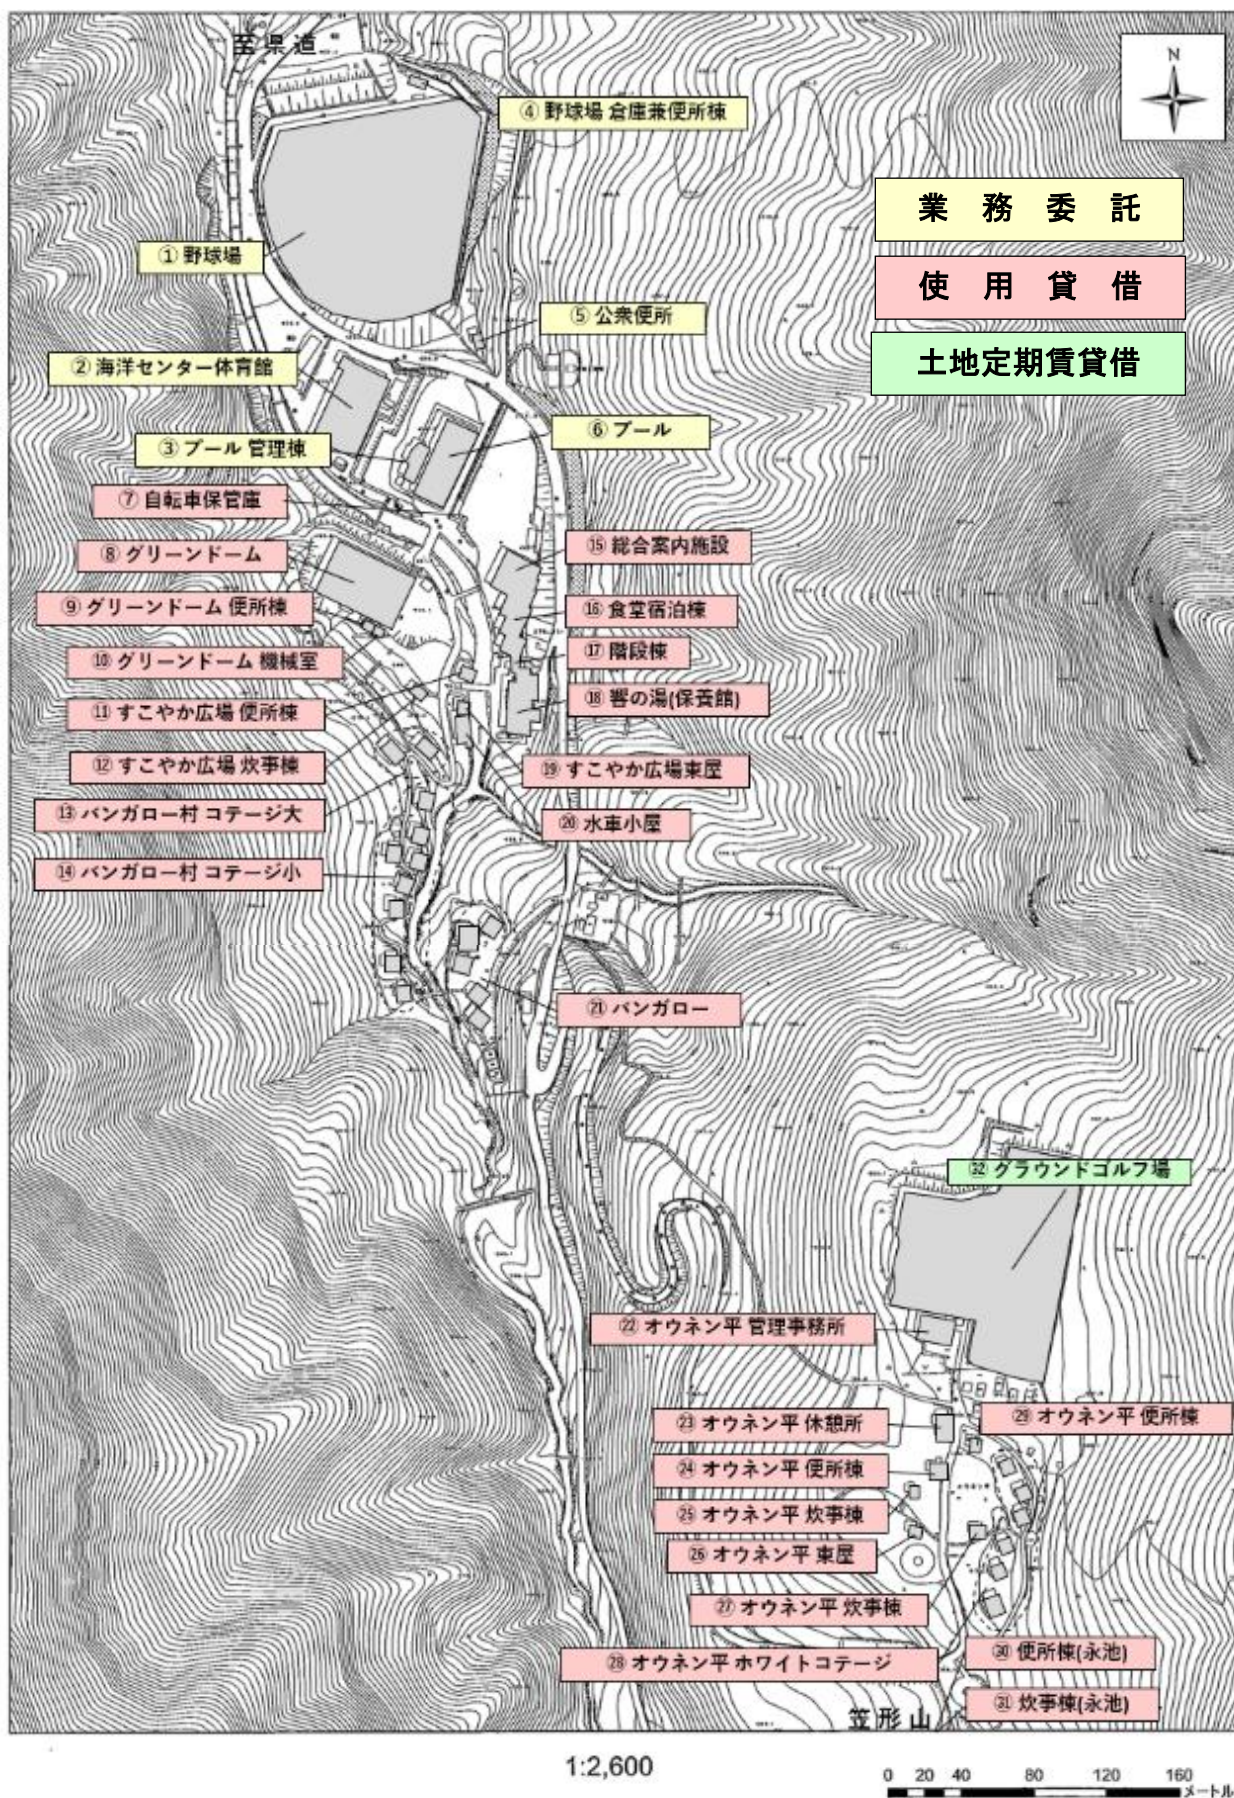 至県道
N
④ 野球場 倉庫兼便所棟
業務委託
使用貸借
土地定期賃貸借
① 野球場
⑤ 公衆便所
② 海洋センター体育館
⑥ プール
③ プール 管理棟
⑦ 自転車保管庫
⑧ グリーンドーム
⑨ グリーンドーム 便所棟
⑩ グリーンドーム 機械室
⑪ すこやか広場 便所棟
⑫ すこやか広場 炊事棟
⑬ バンガロー村 コテージ大
⑭ バンガロー村 コテージ小
⑮ 総合案内施設
⑯ 食堂宿泊棟
⑰ 階段棟
⑱ 響の湯(保養館)
⑲ すこやか広場東屋
⑳ 水車小屋
㉑ バンガロー
㉜ グラウンドゴルフ場
㉒ オウネン平 管理事務所
㉓ オウネン平 休憩所
㉙ オウネン平 便所棟
㉔ オウネン平 便所棟
㉕ オウネン平 炊事棟
㉖ オウネン平 東屋
㉗ オウネン平 炊事棟
㉘ オウネン平 ホワイトコテージ
㉚ 便所棟(永池)
㉛ 炊事棟(永池)
笠形山
1:2,600
0 20 40 80 120 160
メートル